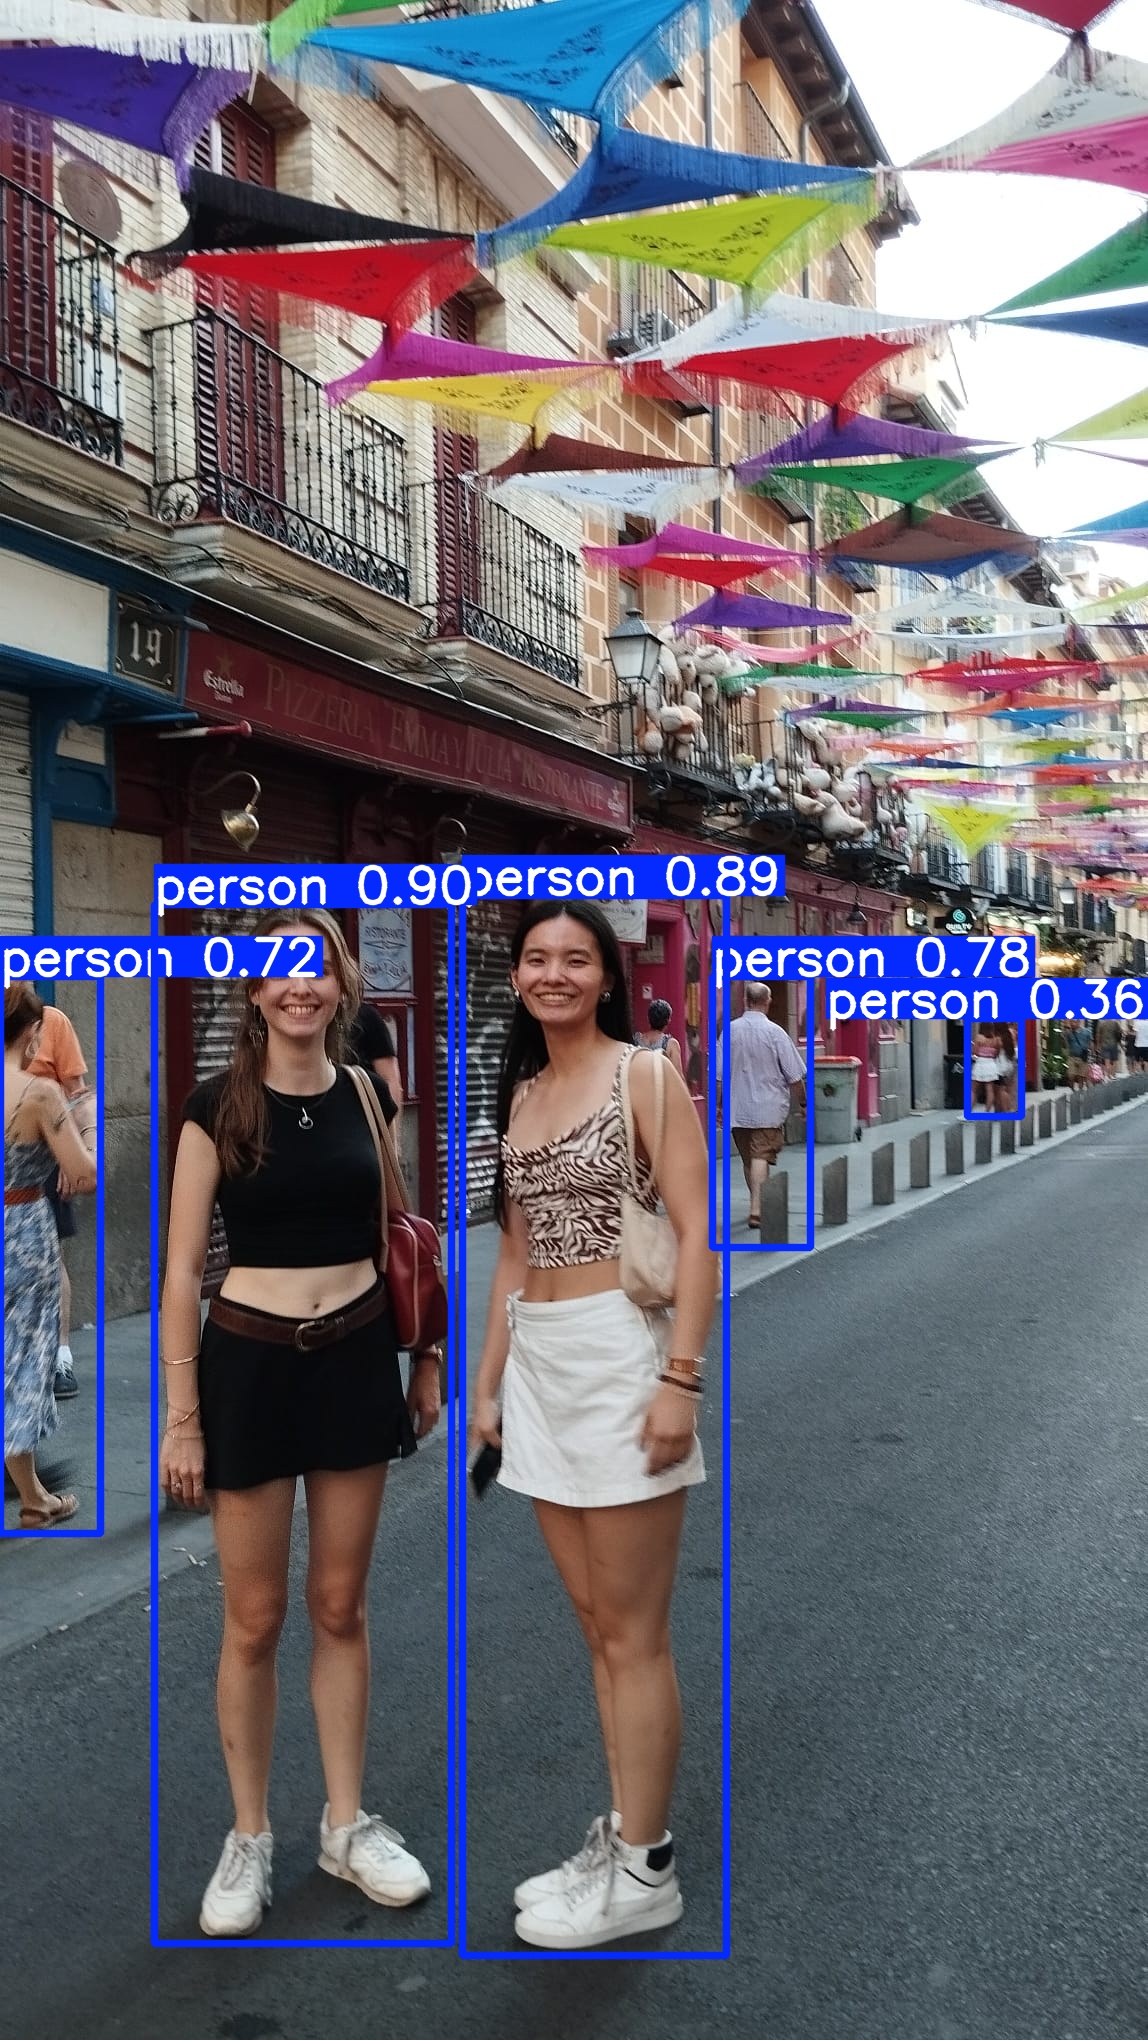 19
Estrella
PIZZERIA EMMA Y JULIA RISTORANTE
person 0.90
person 0.89
RISTORANTE
person 0.72
person 0.78
person 0.36